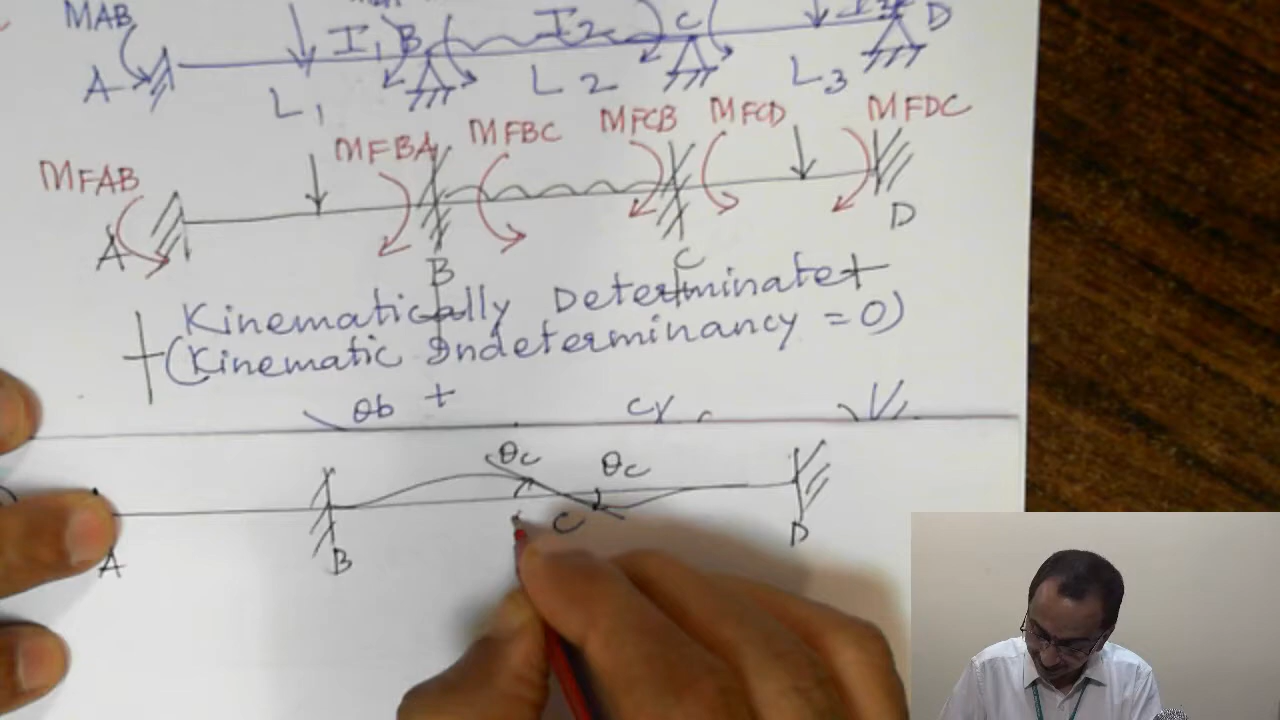 MAB
I1 B I2 C D
A L1 L2 L3
MFAB MFBA MFBC MFCB MFCD MFDC
A B C D
Kinematically Determinate +
+ (Kinematic Indeterminancy = 0)
θb +
θc θc
A B C D